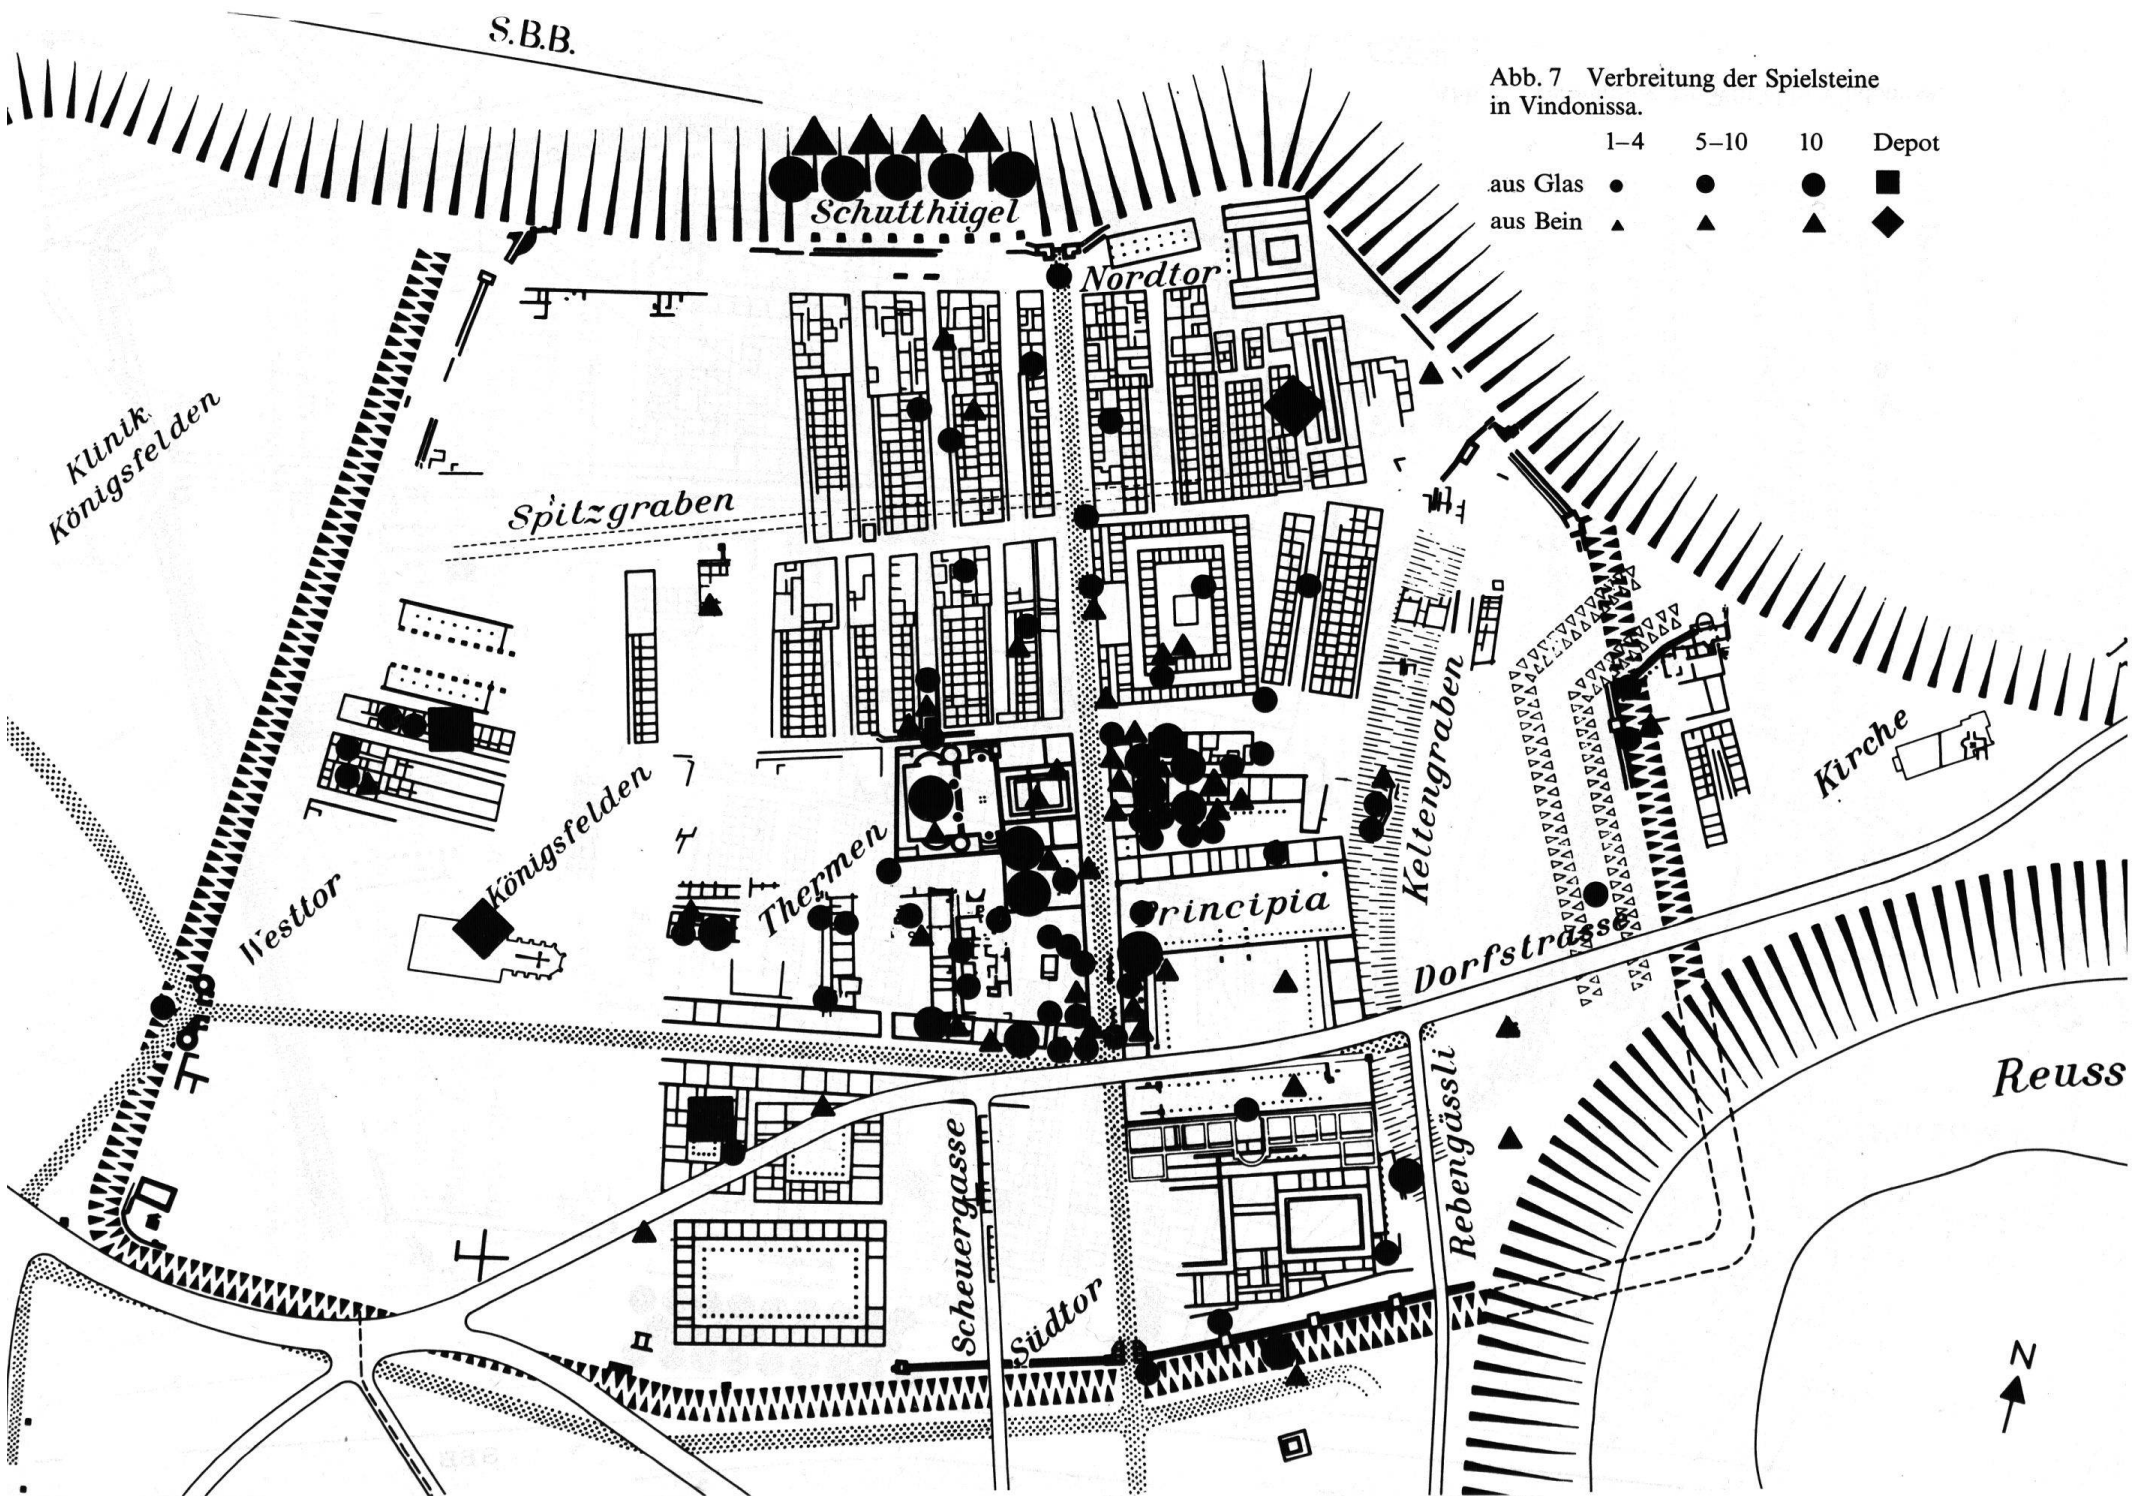 S.B.B.
Abb. 7 Verbreitung der Spielsteine
in Vindonissa.
1–4 5–10 10 Depot
aus Glas
aus Bein
Schutthügel
Nordtor
Klinik
Königsfelden
Spitzgraben
Keltengraben
Kirche
Königsfelden
Thermen
Westtor
Principia
Dorfstrasse
Reuss
Rebengässli
Scheuergasse
Südtor
N